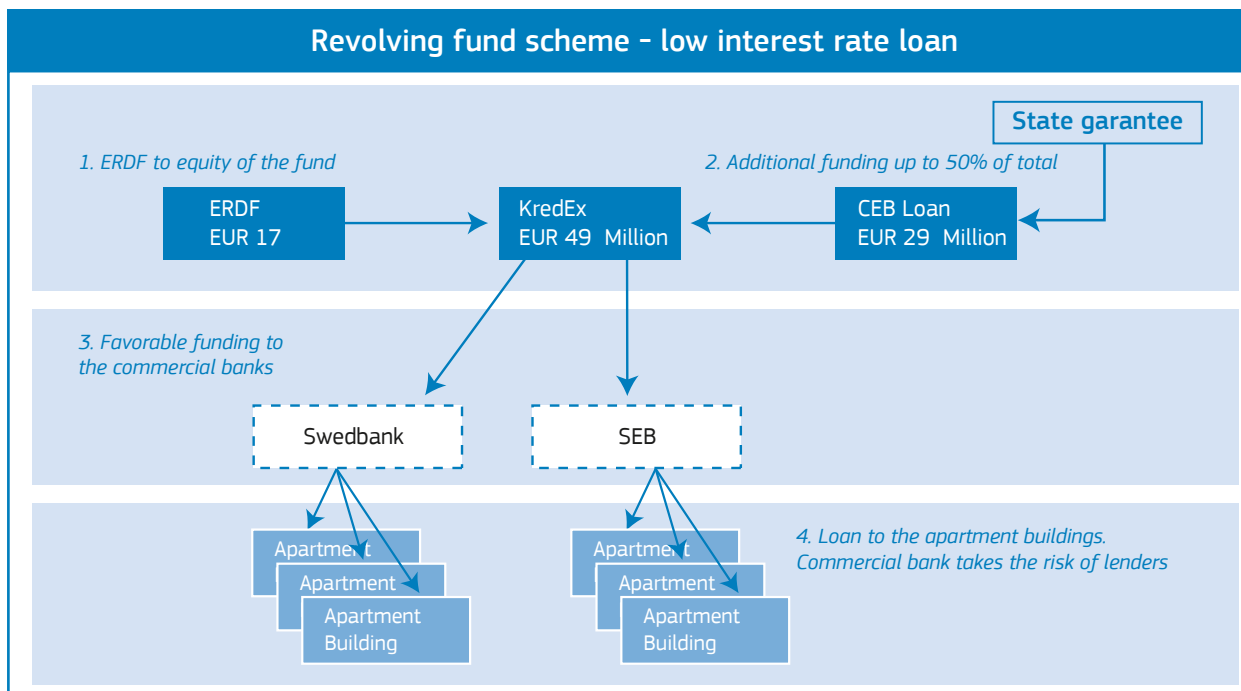 Revolving fund scheme – low interest rate loan
State garantee
1. ERDF to equity of the fund
2. Additional funding up to 50% of total
ERDF
EUR 17
KredEx
EUR 49 Million
CEB Loan
EUR 29 Million
3. Favorable funding to
the commercial banks
Swedbank
SEB
Apartment
Apartment
Apartment
Building
Apartment
Apartment
Apartment
Building
4. Loan to the apartment buildings.
Commercial bank takes the risk of lenders